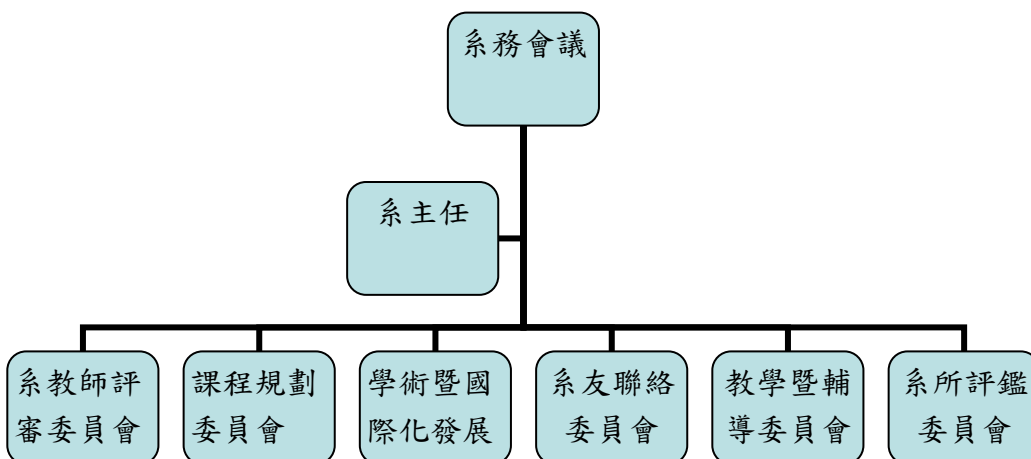 系務會議
系主任
系教師評
審委員會
課程規劃
委員會
學術暨國
際化發展
系友聯絡
委員會
教學暨輔
導委員會
系所評鑑
委員會